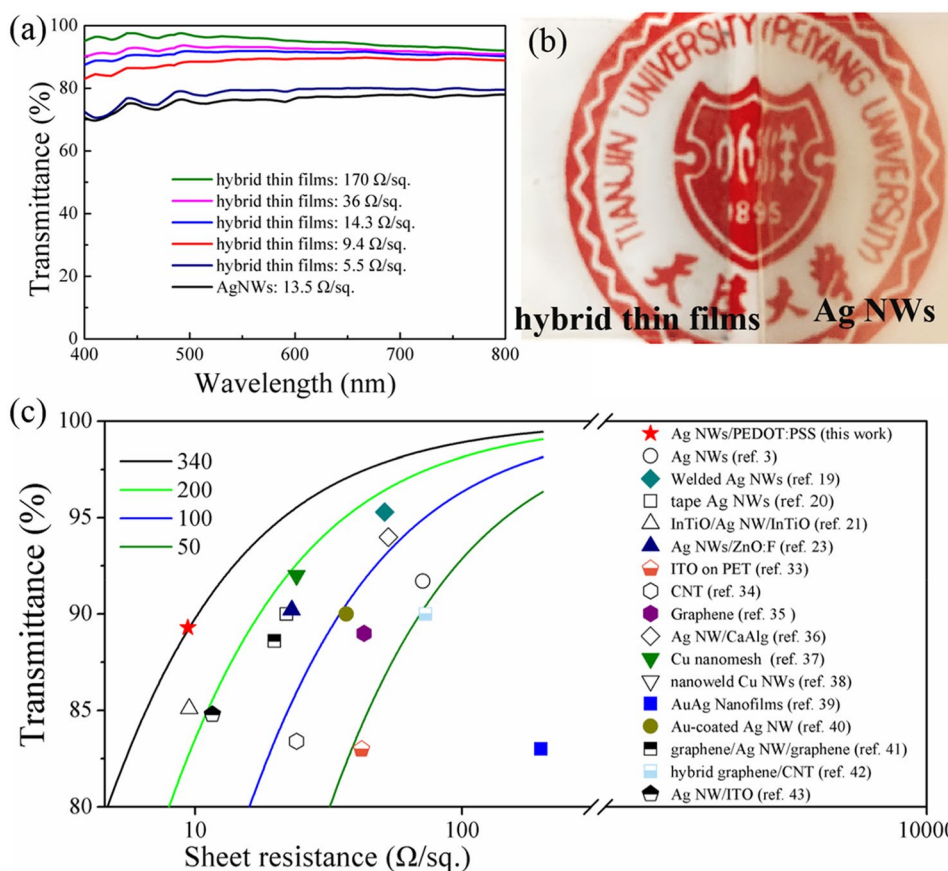 (a)
100
80
60
40
20
0
Transmittance (%)
hybrid thin films: 170 Ω/sq.
hybrid thin films: 36 Ω/sq.
hybrid thin films: 14.3 Ω/sq.
hybrid thin films: 9.4 Ω/sq.
hybrid thin films: 5.5 Ω/sq.
AgNWs: 13.5 Ω/sq.
400
500
600
700
800
Wavelength (nm)
(b)
TIANJIN UNIVERSITY (PEIYANG UNIVERSITY)
1895
hybrid thin films
Ag NWs
(c)
100
95
90
85
80
Transmittance (%)
340
200
100
50
Ag NWs/PEDOT:PSS (this work)
Ag NWs (ref. 3)
Welded Ag NWs (ref. 19)
tape Ag NWs (ref. 20)
InTiO/Ag NW/InTiO (ref. 21)
Ag NWs/ZnO:F (ref. 23)
ITO on PET (ref. 33)
CNT (ref. 34)
Graphene (ref. 35 )
Ag NW/CaAlg (ref. 36)
Cu nanomesh (ref. 37)
nanoweld Cu NWs (ref. 38)
AuAg Nanofilms (ref. 39)
Au-coated Ag NW (ref. 40)
graphene/Ag NW/graphene (ref. 41)
hybrid graphene/CNT (ref. 42)
Ag NW/ITO (ref. 43)
10
100
10000
Sheet resistance (Ω/sq.)